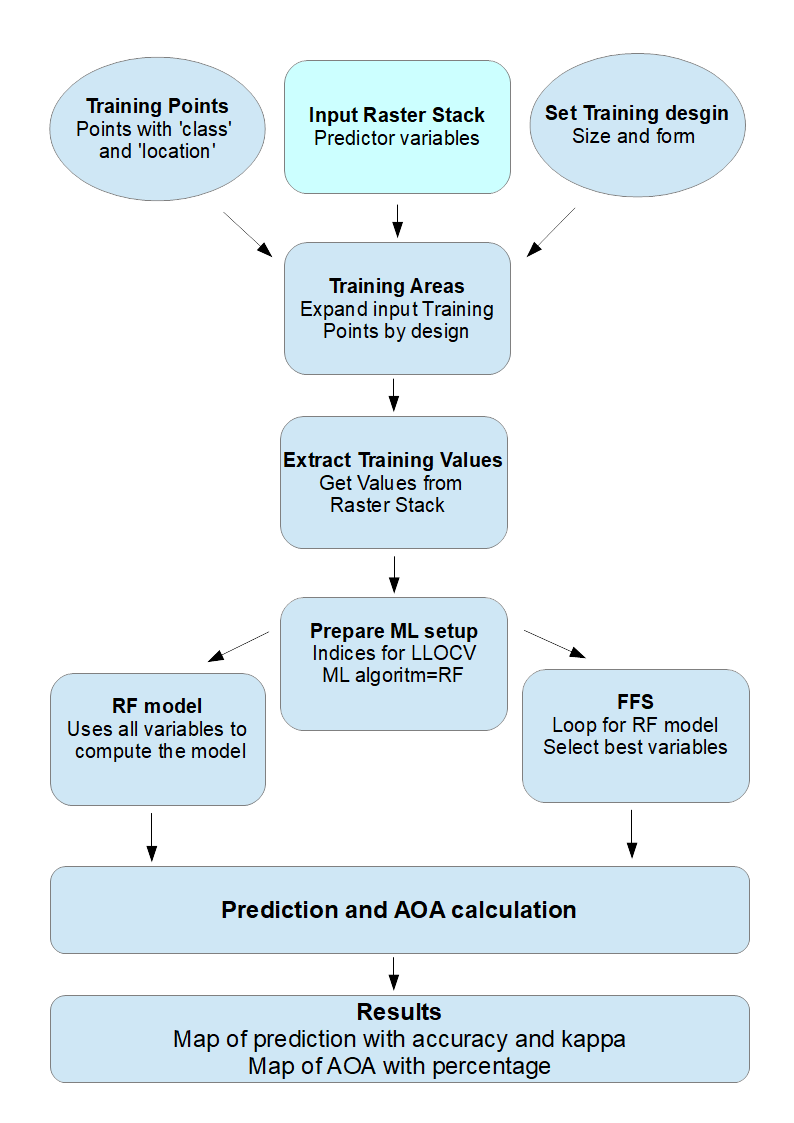 Training Points
Points with 'class'
and 'location'
Input Raster Stack
Predictor variables
Set Training desgin
Size and form
Training Areas
Expand input Training
Points by design
Extract Training Values
Get Values from
Raster Stack
Prepare ML setup
Indices for LLOCV
ML algoritm=RF
RF model
Uses all variables to
compute the model
FFS
Loop for RF model
Select best variables
Prediction and AOA calculation
Results
Map of prediction with accuracy and kappa
Map of AOA with percentage